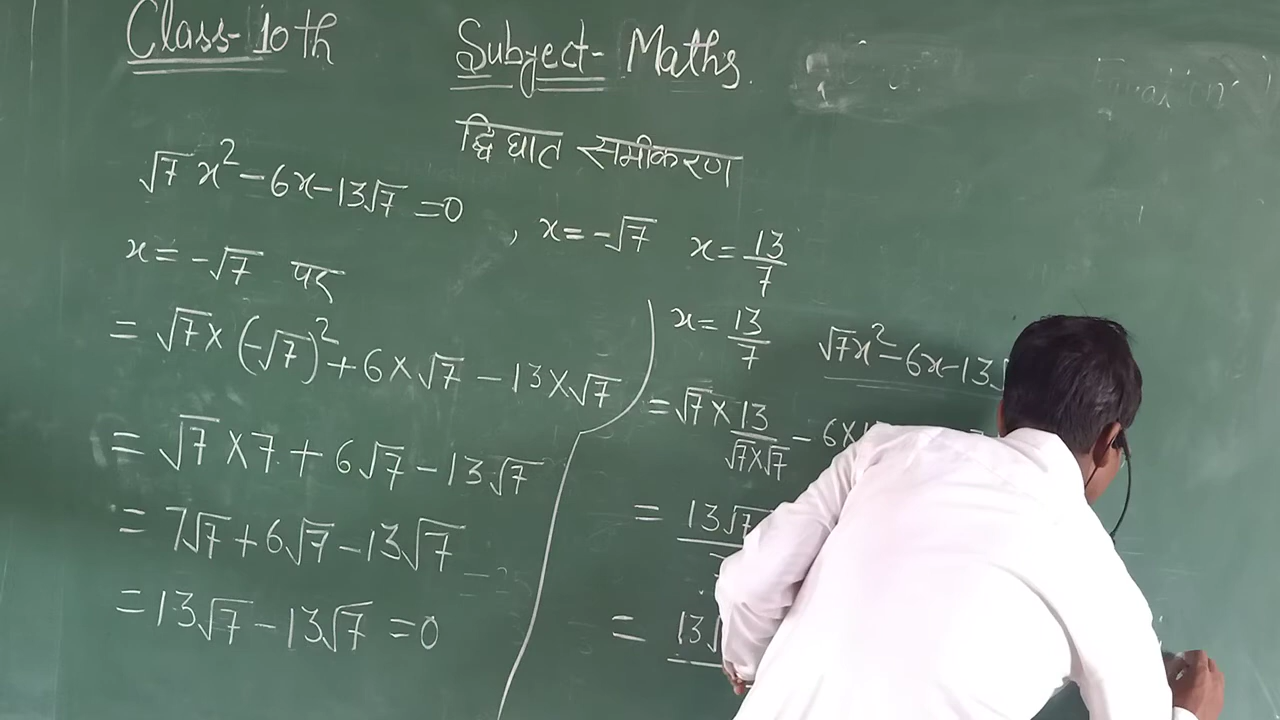 Class-10th
Subject-Maths.
द्विघात समीकरण
√7 x² - 6x - 13√7 = 0
, x = -√7 x = 13/7
x = -√7 पर
= √7 × (-√7)² + 6 × √7 - 13 × √7
= √7 × 7 + 6√7 - 13√7
= 7√7 + 6√7 - 13√7
= 13√7 - 13√7 = 0
x = 13/7
√7x² - 6x - 13
= √7 × 13/√7×√7 - 6×
= 13√7
= 13√